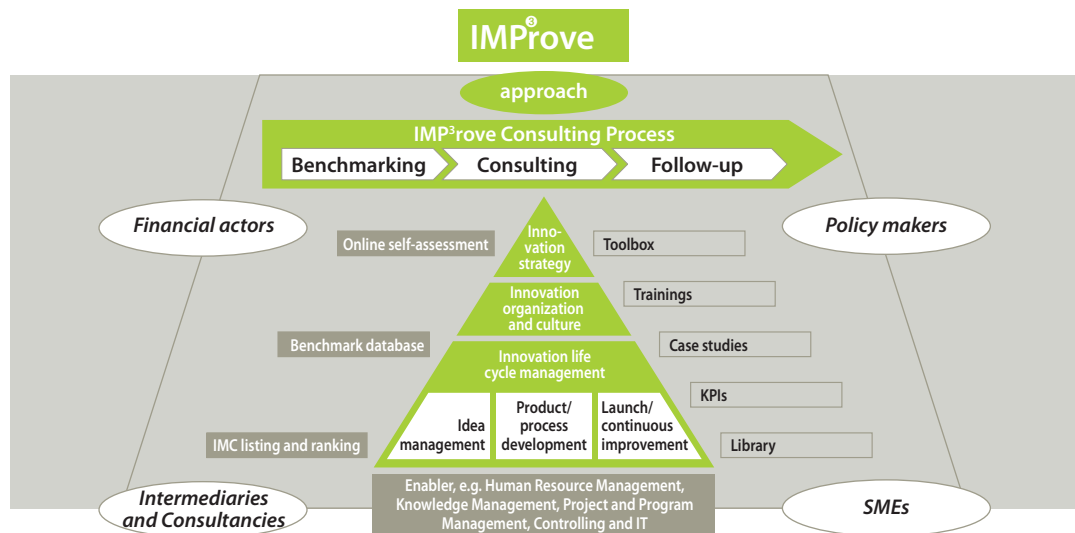 IMP³rove
approach
IMP³rove Consulting Process
Benchmarking
Consulting
Follow-up
Financial actors
Policy makers
Online self-assessment
Inno-
vation
strategy
Toolbox
Innovation
organization
and culture
Trainings
Benchmark database
Innovation life
cycle management
Case studies
KPIs
Idea
management
Product/
process
development
Launch/
continuous
improvement
IMC listing and ranking
Library
Enabler, e.g. Human Resource Management,
Knowledge Management, Project and Program
Management, Controlling and IT
Intermediaries
and Consultancies
SMEs